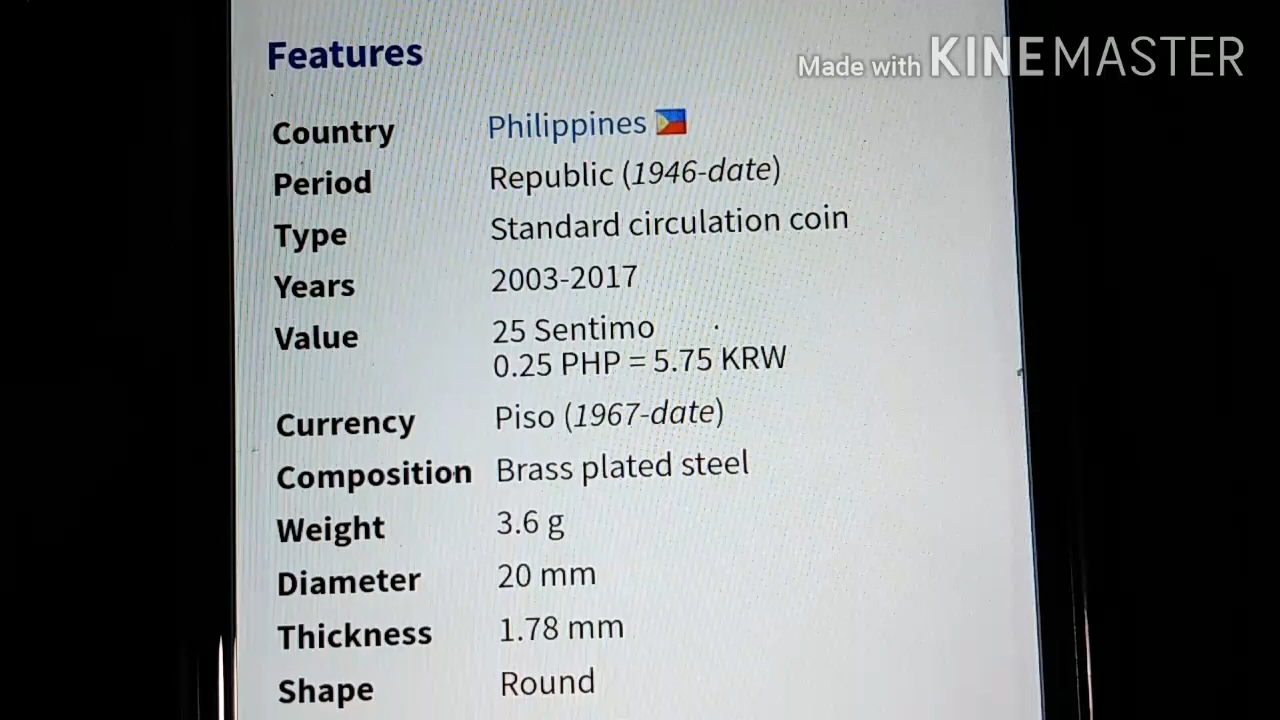 Made with KINEMASTER
Features
Country Philippines
Period Republic (1946-date)
Type Standard circulation coin
Years 2003-2017
Value 25 Sentimo
0.25 PHP = 5.75 KRW
Currency Piso (1967-date)
Composition Brass plated steel
Weight 3.6 g
Diameter 20 mm
Thickness 1.78 mm
Shape Round